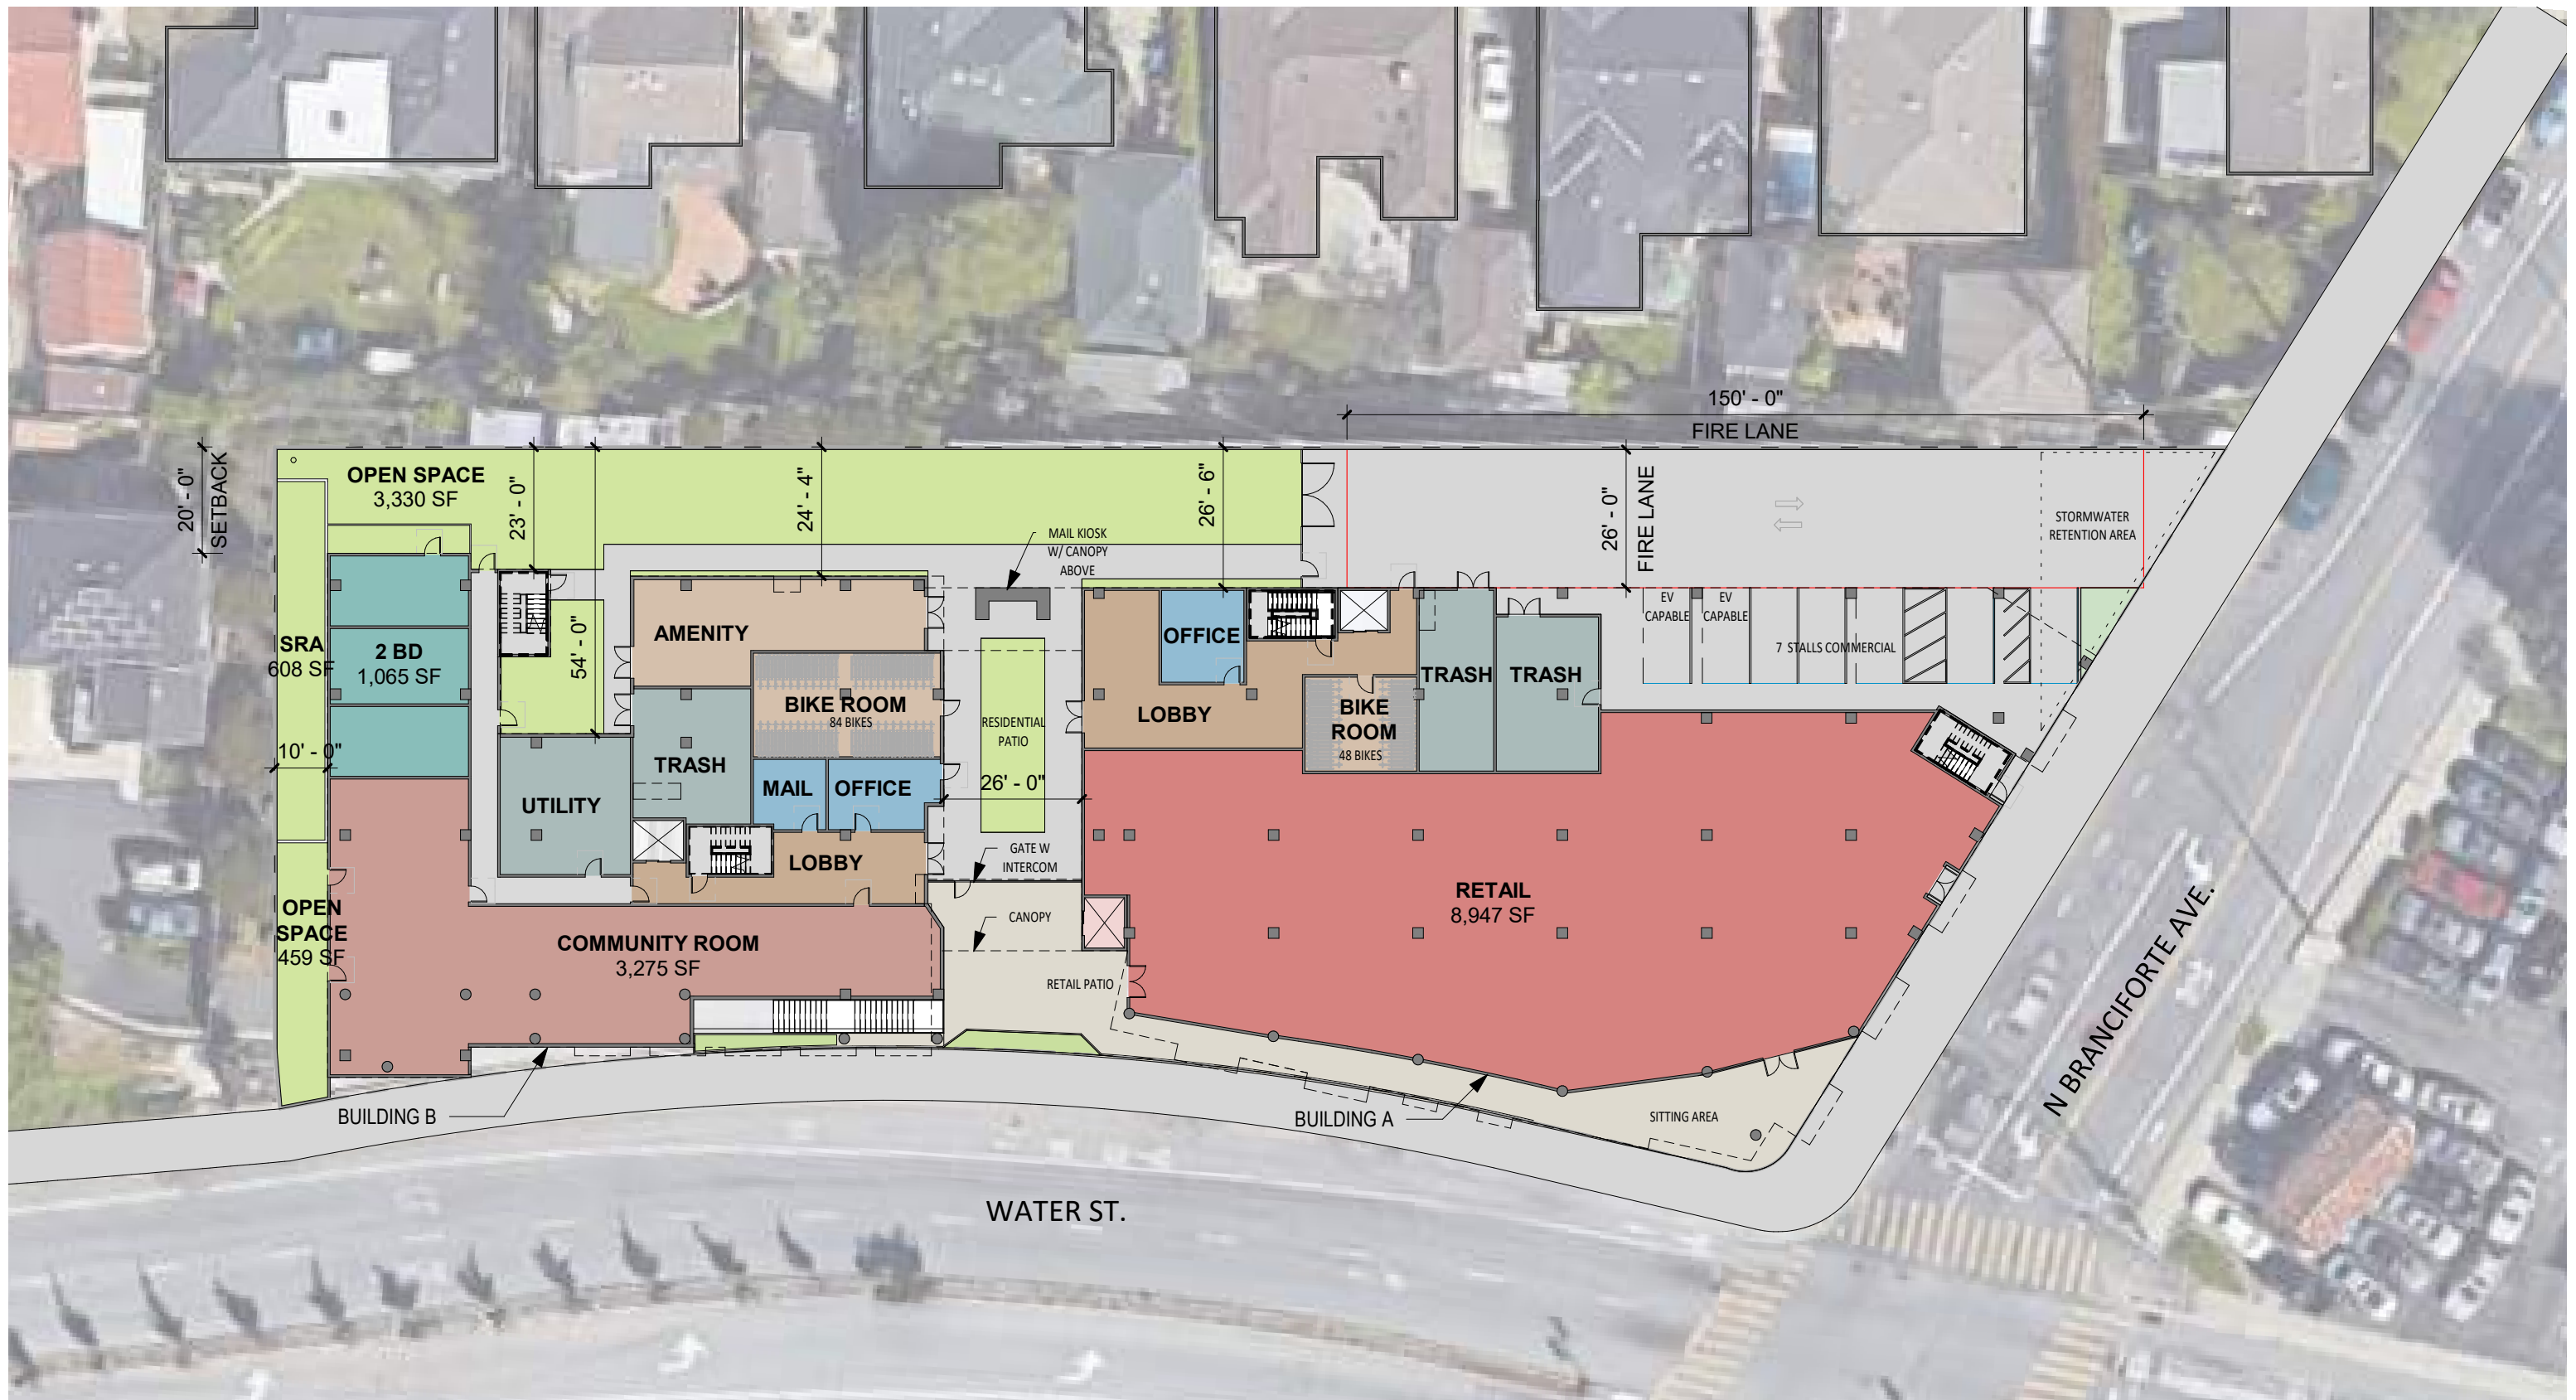 150' - 0"
FIRE LANE
20' - 0"
SETBACK
OPEN SPACE
3,330 SF
23' - 0"
24' - 4"
26' - 6"
26' - 0"
FIRE LANE
STORMWATER
RETENTION AREA
MAIL KIOSK
W/ CANOPY
ABOVE
EV
CAPABLE
EV
CAPABLE
7 STALLS COMMERCIAL
SRA
608 SF
2 BD
1,065 SF
54' - 0"
AMENITY
BIKE ROOM
84 BIKES
RESIDENTIAL
PATIO
OFFICE
LOBBY
BIKE
ROOM
48 BIKES
TRASH
TRASH
10' - 0"
UTILITY
TRASH
MAIL
OFFICE
26' - 0"
LOBBY
GATE W
INTERCOM
CANOPY
RETAIL
8,947 SF
OPEN
SPACE
459 SF
COMMUNITY ROOM
3,275 SF
RETAIL PATIO
BUILDING B
BUILDING A
SITTING AREA
N BRANCIFORTE AVE.
WATER ST.